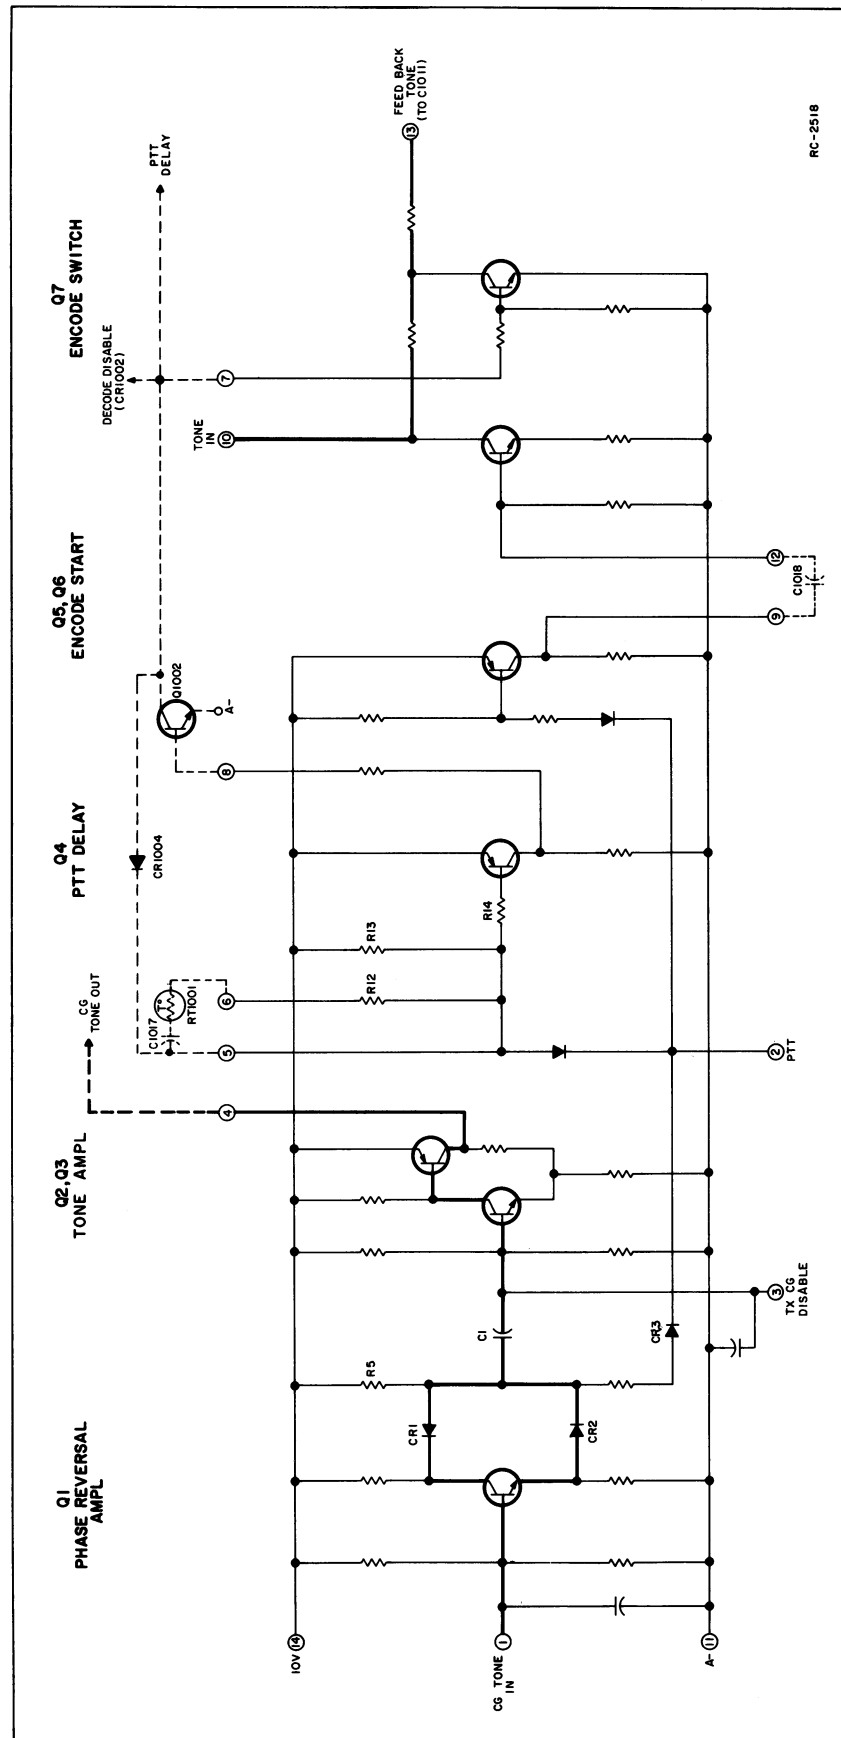 Q1
PHASE REVERSAL
AMPL
Q2, Q3
TONE AMPL
Q4
PTT DELAY
Q5, Q6
ENCODE START
Q7
ENCODE SWITCH
CG
TONE OUT
CR1004
Q1002
A-
DECODE DISABLE
(CR1002)
PTT
DELAY
C1017
T°
RT1001
4
5
6
8
TONE
IN
10
7
FEED BACK
TONE
(TO C1011)
13
10V
14
R5
R12
R13
R14
CR1
CR2
C1
CG TONE
IN
1
CR3
A-
11
3
TX CG
DISABLE
2
PTT
9
12
C1018
RC-2518